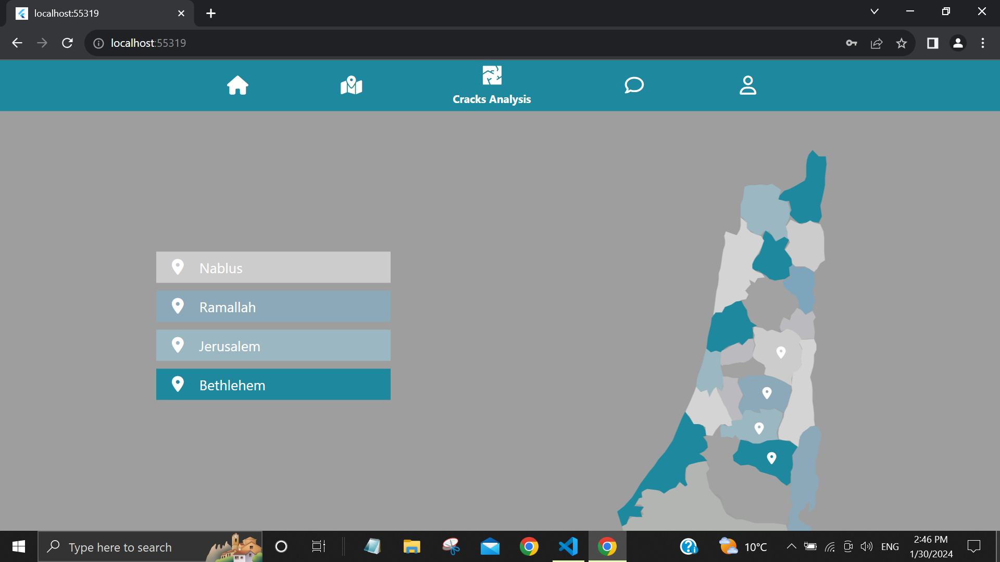 localhost:55319
localhost:55319
Cracks Analysis
Nablus
Ramallah
Jerusalem
Bethlehem
Type here to search
10°C
ENG
2:46 PM
1/30/2024